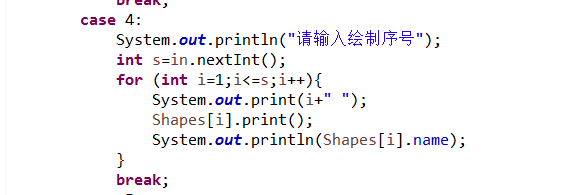 break;
case 4:
System.out.println("请输入绘制序号");
int s=in.nextInt();
for (int i=1;i<=s;i++){
System.out.print(i+" ");
Shapes[i].print();
System.out.println(Shapes[i].name);
}
break;